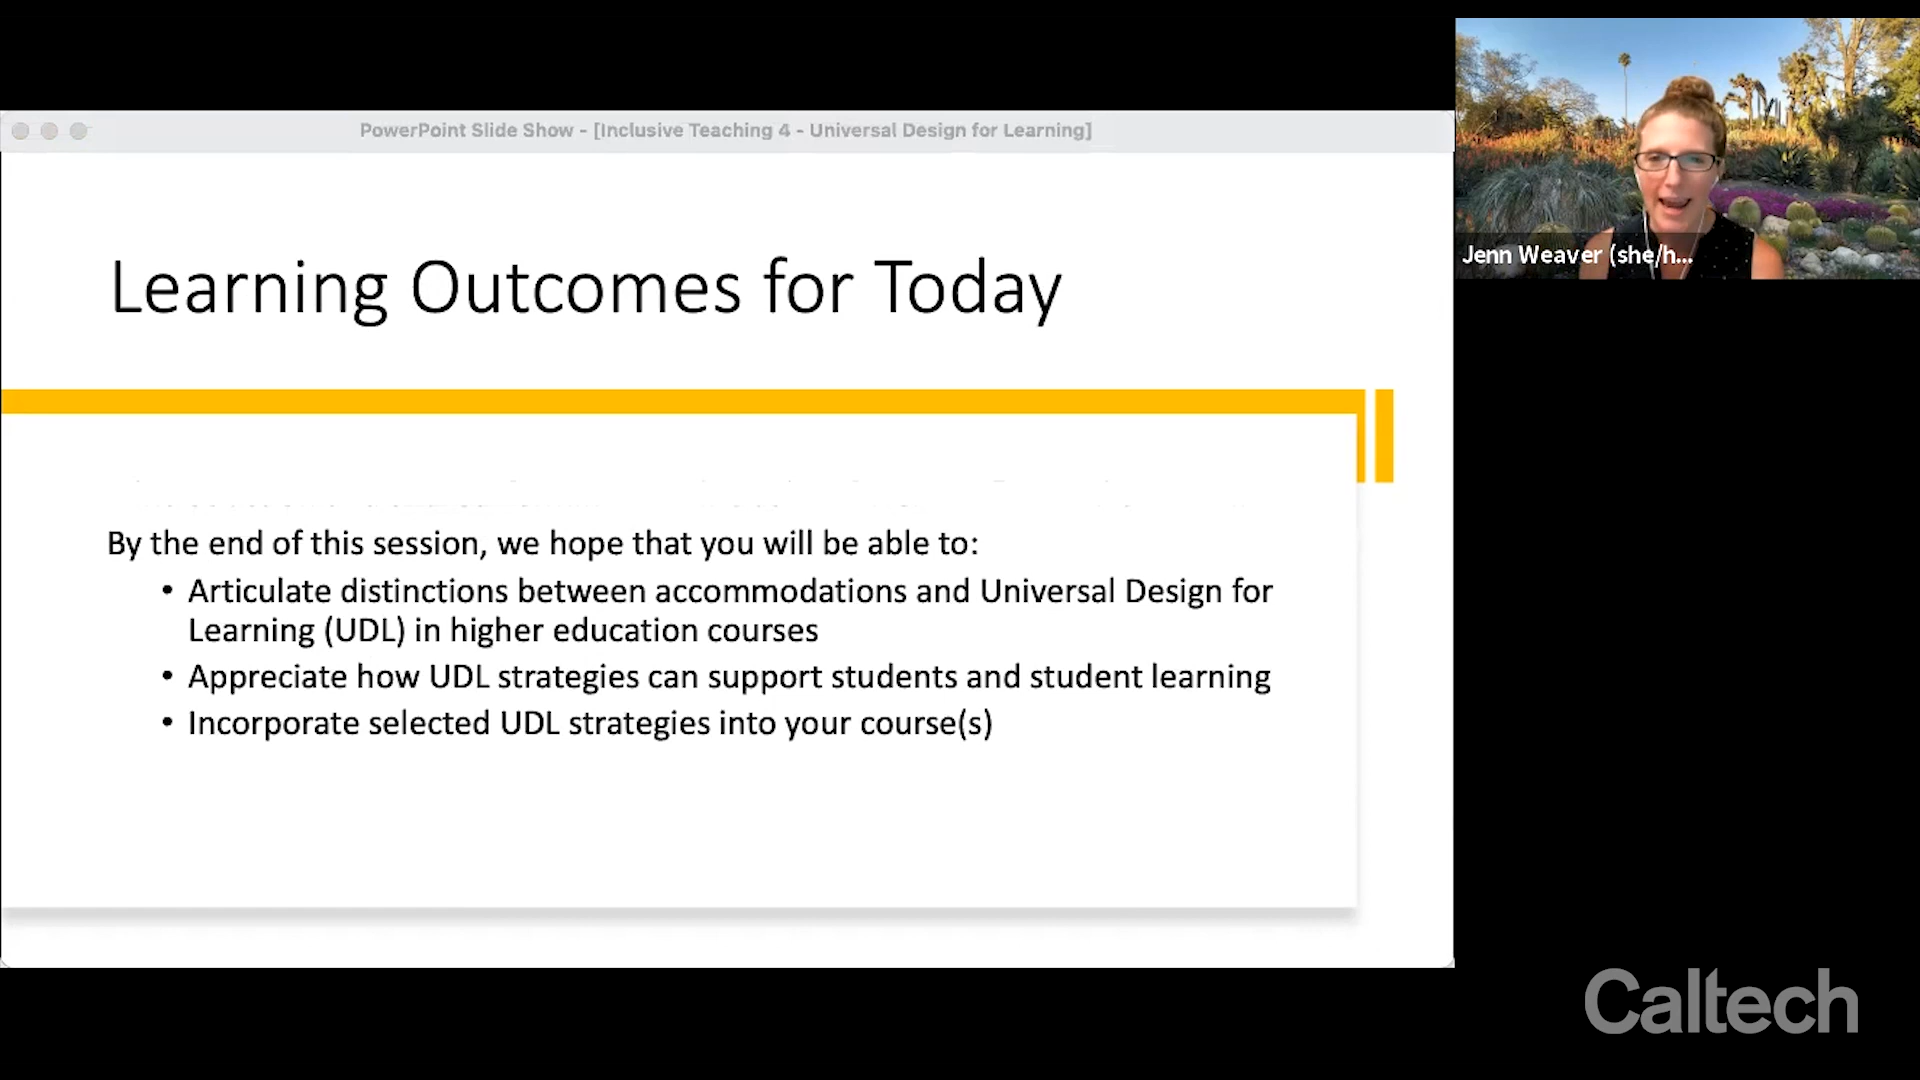 PowerPoint Slide Show - [Inclusive Teaching 4 - Universal Design for Learning]
Jenn Weaver (she/h...
Learning Outcomes for Today
By the end of this session, we hope that you will be able to:
• Articulate distinctions between accommodations and Universal Design for
Learning (UDL) in higher education courses
• Appreciate how UDL strategies can support students and student learning
• Incorporate selected UDL strategies into your course(s)
Caltech